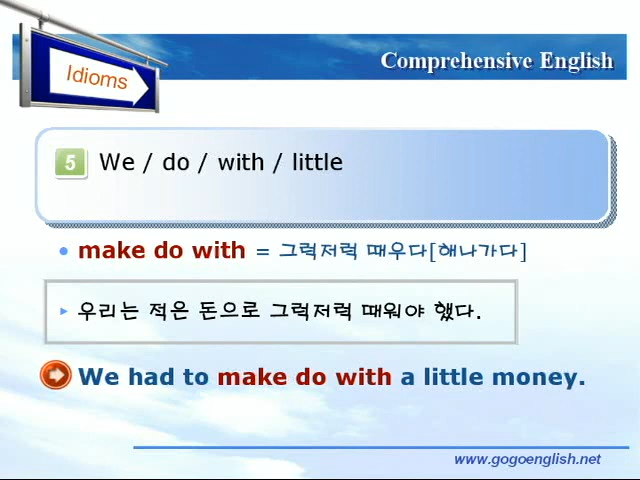 Idioms
Comprehensive English
5 We / do / with / little
• make do with = 그럭저럭 때우다[해나가다]
▸ 우리는 적은 돈으로 그럭저럭 때워야 했다.
We had to make do with a little money.
www.gogoenglish.net